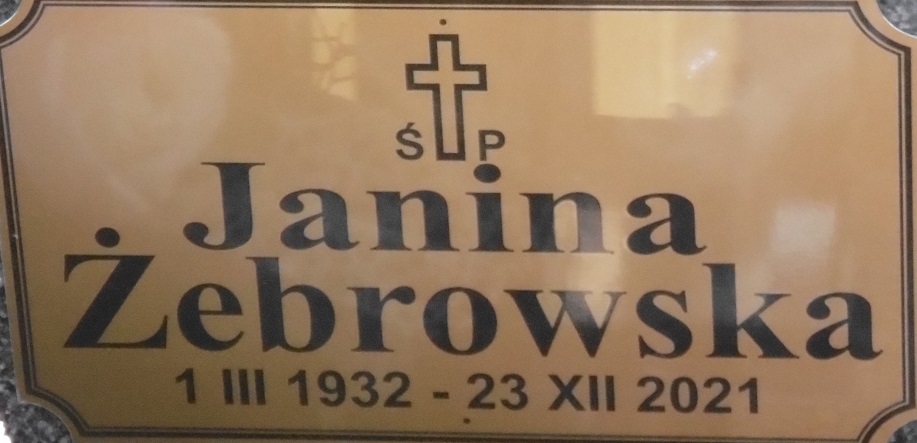 Ś P
Janina
Żebrowska
1 III 1932 - 23 XII 2021